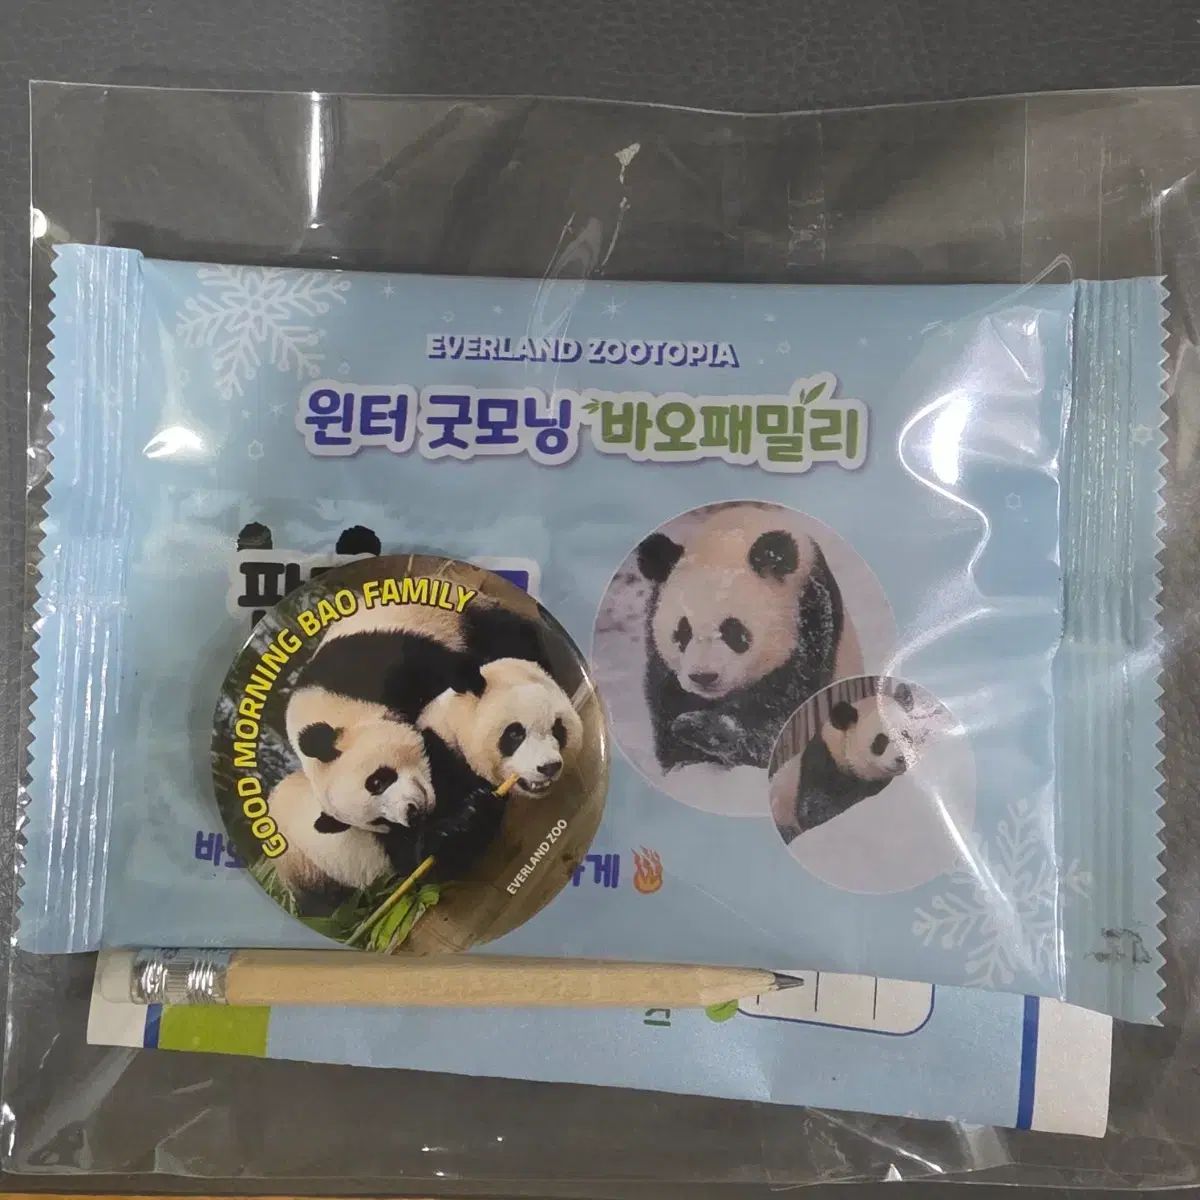 EVERLAND ZOOTOPIA
윈터 굿모닝 바오패밀리
GOOD MORNING BAO FAMILY
EVERLAND ZOO